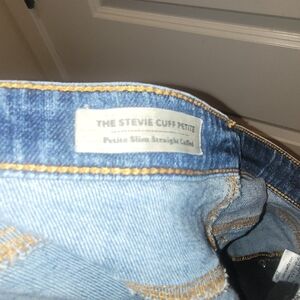 THE STEVIE CUFF PETITE
Petite Slim Straight Cuffed